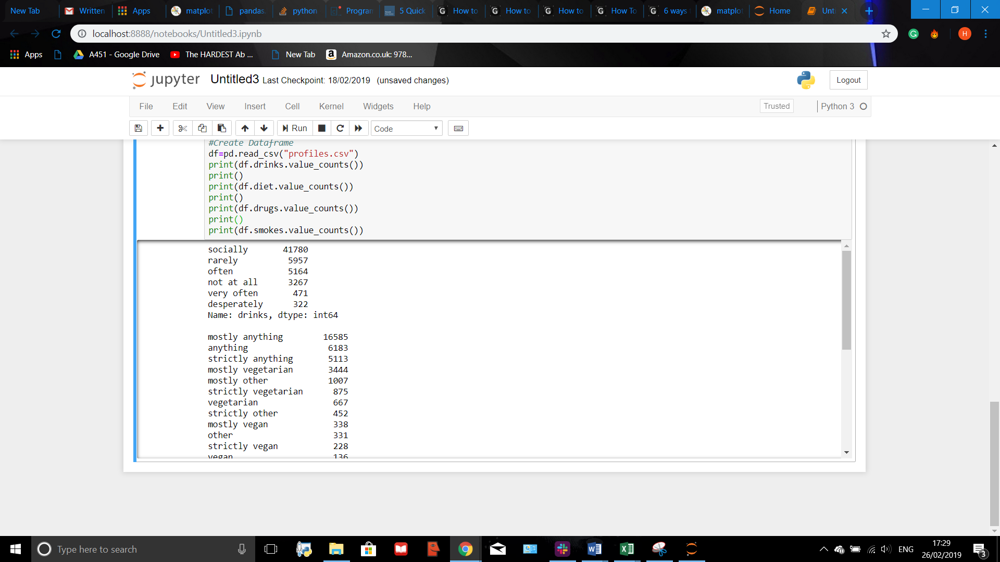 New Tab
Written
Apps
matplot
pandas.
python
Program
5 Quick
How to
How to
How to
How To
6 ways
matplot
Home
Unti
localhost:8888/notebooks/Untitled3.ipynb
H
Apps
A451 - Google Drive
The HARDEST Ab ...
New Tab
Amazon.co.uk: 978...
jupyter
Untitled3 Last Checkpoint: 18/02/2019 (unsaved changes)
Logout
File Edit View Insert Cell Kernel Widgets Help
Trusted
Python 3
Run
Code
#Create Dataframe
df=pd.read_csv("profiles.csv")
print(df.drinks.value_counts())
print()
print(df.diet.value_counts())
print()
print(df.drugs.value_counts())
print()
print(df.smokes.value_counts())
socially 41780
rarely 5957
often 5164
not at all 3267
very often 471
desperately 322
Name: drinks, dtype: int64
mostly anything 16585
anything 6183
strictly anything 5113
mostly vegetarian 3444
mostly other 1007
strictly vegetarian 875
vegetarian 667
strictly other 452
mostly vegan 338
other 331
strictly vegan 228
vegan 136
Type here to search
ENG
17:29
26/02/2019
3